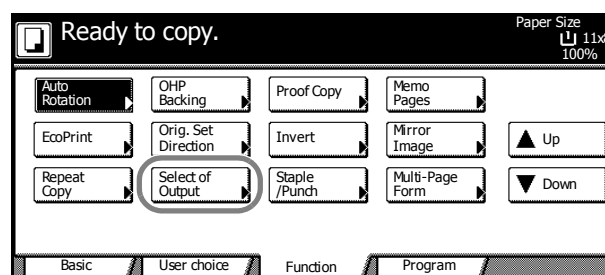 Ready to copy.
Paper Size
11x
100%
Auto Rotation
OHP Backing
Proof Copy
Memo Pages
EcoPrint
Orig. Set Direction
Invert
Mirror Image
Up
Repeat Copy
Select of Output
Staple /Punch
Multi-Page Form
Down
Basic
User choice
Function
Program